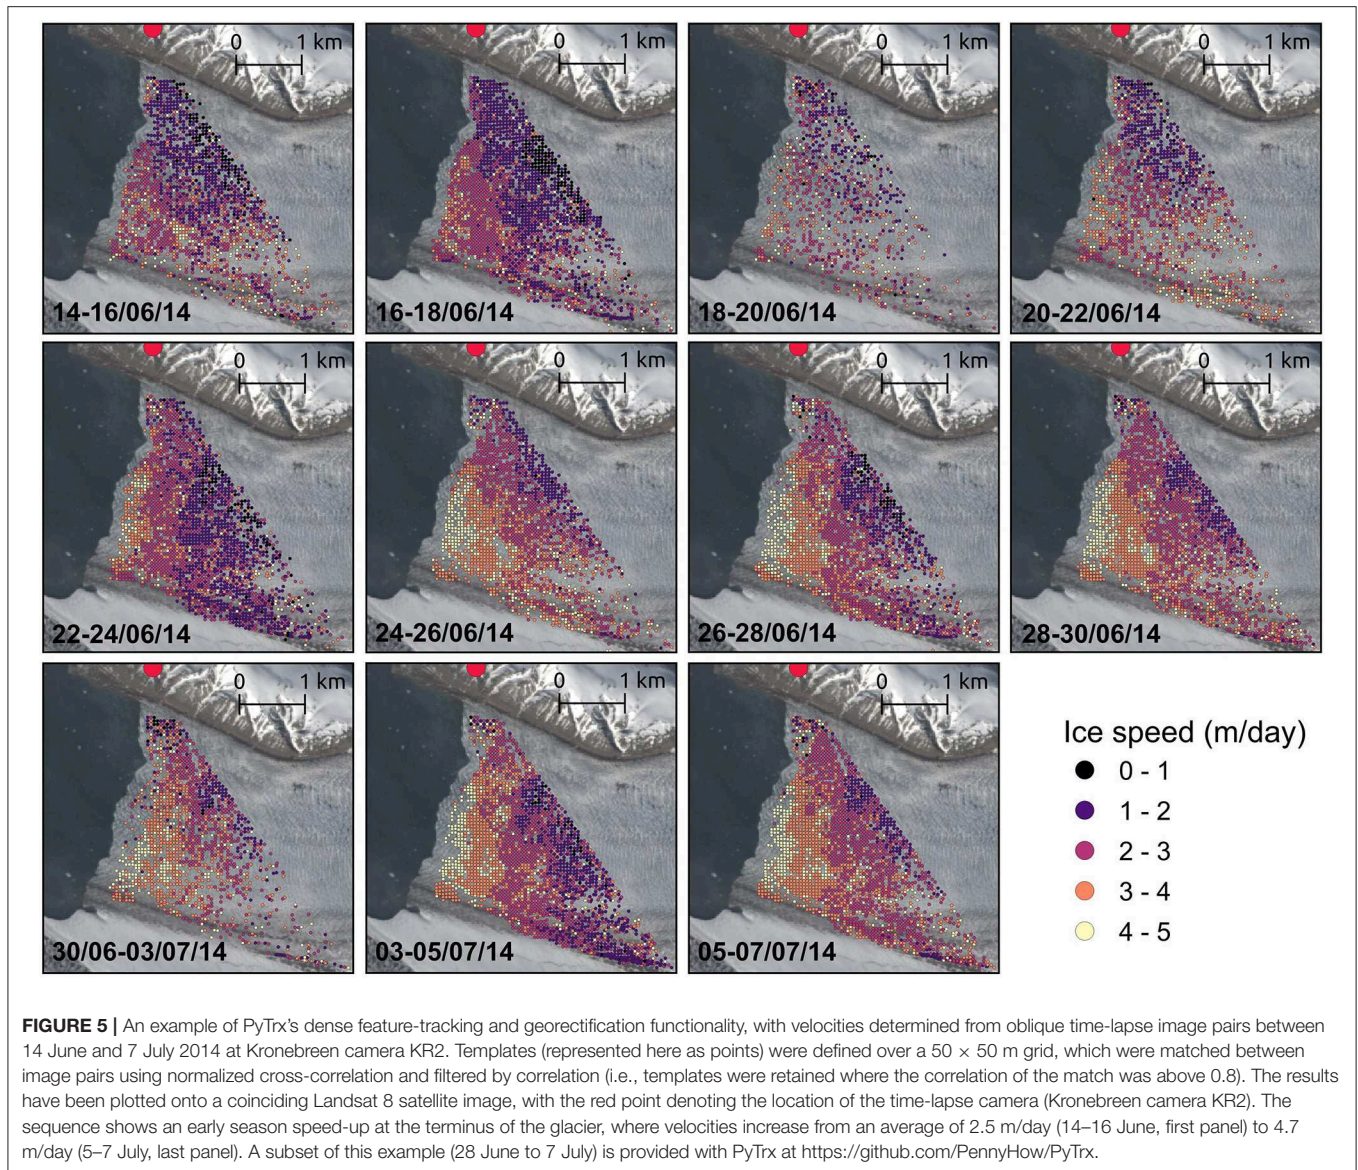 0 1 km
0 1 km
0 1 km
0 1 km
14-16/06/14
16-18/06/14
18-20/06/14
20-22/06/14
0 1 km
0 1 km
0 1 km
0 1 km
22-24/06/14
24-26/06/14
26-28/06/14
28-30/06/14
0 1 km
0 1 km
0 1 km
30/06-03/07/14
03-05/07/14
05-07/07/14
Ice speed (m/day)
0 - 1
1 - 2
2 - 3
3 - 4
4 - 5
FIGURE 5 | An example of PyTrx's dense feature-tracking and georectification functionality, with velocities determined from oblique time-lapse image pairs between
14 June and 7 July 2014 at Kronebreen camera KR2. Templates (represented here as points) were defined over a 50 × 50 m grid, which were matched between
image pairs using normalized cross-correlation and filtered by correlation (i.e., templates were retained where the correlation of the match was above 0.8). The results
have been plotted onto a coinciding Landsat 8 satellite image, with the red point denoting the location of the time-lapse camera (Kronebreen camera KR2). The
sequence shows an early season speed-up at the terminus of the glacier, where velocities increase from an average of 2.5 m/day (14–16 June, first panel) to 4.7
m/day (5–7 July, last panel). A subset of this example (28 June to 7 July) is provided with PyTrx at https://github.com/PennyHow/PyTrx.